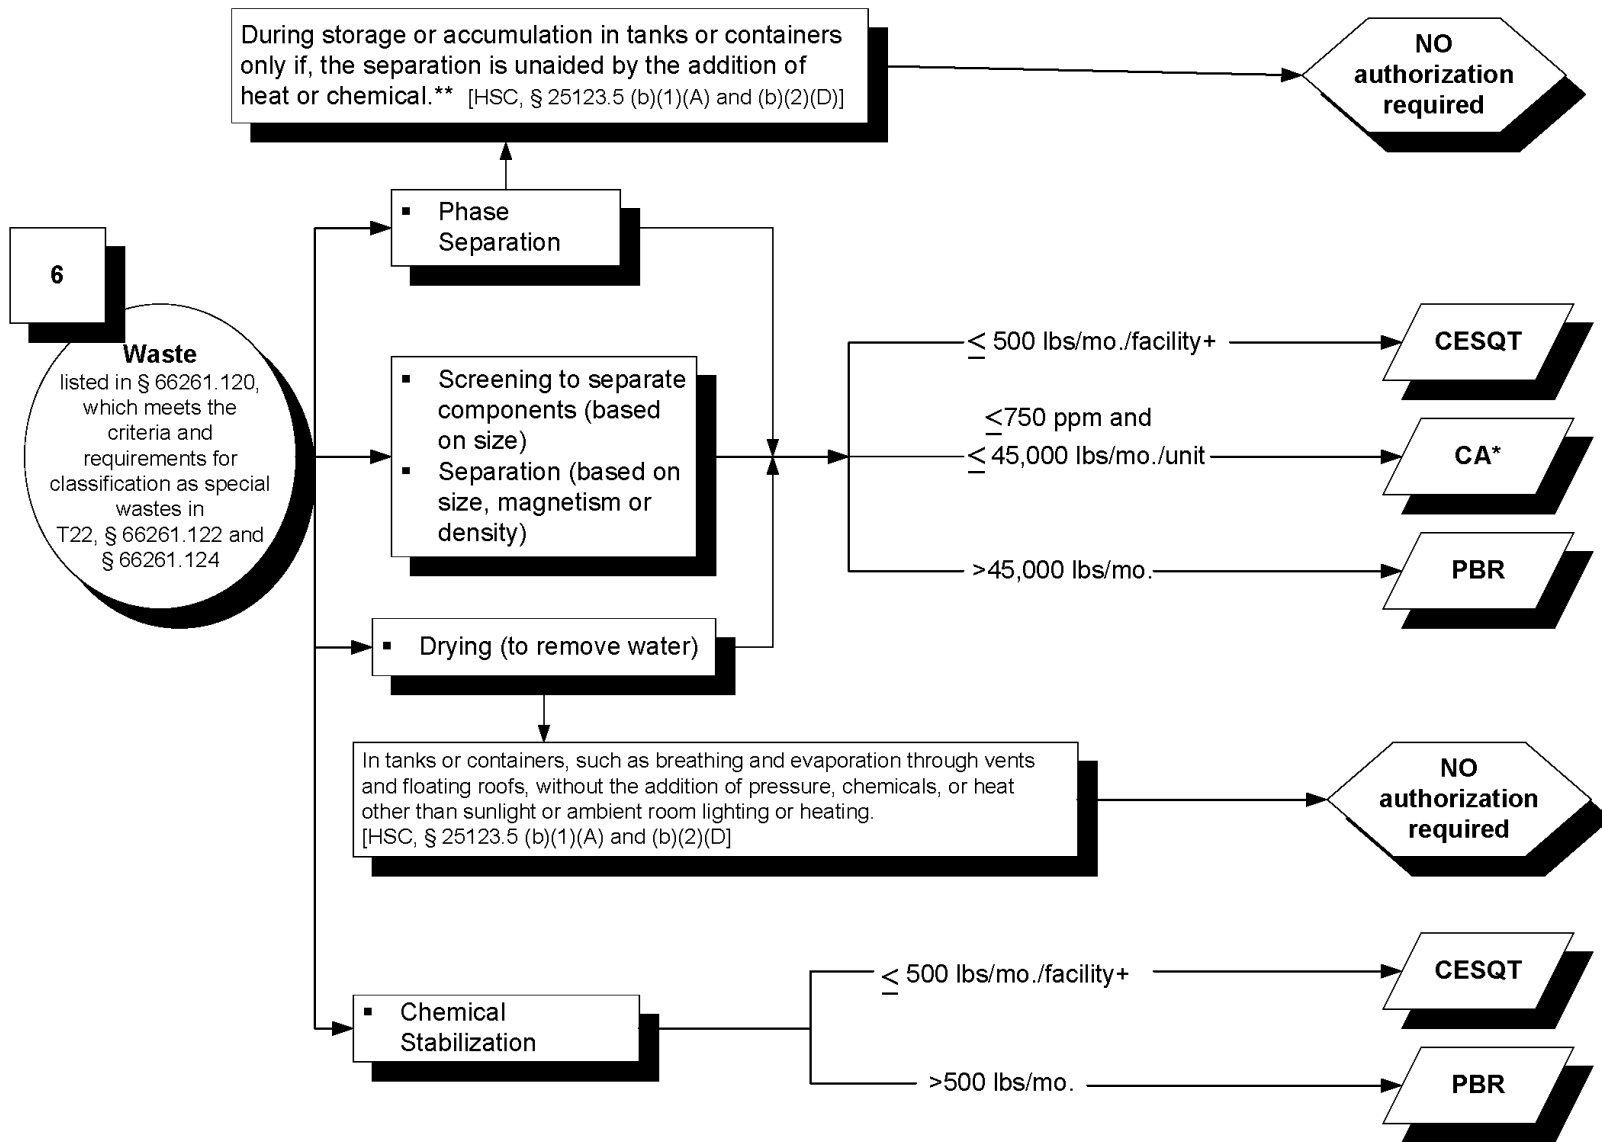 During storage or accumulation in tanks or containers
only if, the separation is unaided by the addition of
heat or chemical.** [HSC, § 25123.5 (b)(1)(A) and (b)(2)(D)]
NO
authorization
required
▪ Phase
Separation
6
Waste
listed in § 66261.120,
which meets the
criteria and
requirements for
classification as special
wastes in
T22, § 66261.122 and
§ 66261.124
▪ Screening to separate
components (based
on size)
▪ Separation (based on
size, magnetism or
density)
≤ 500 lbs/mo./facility+
CESQT
≤750 ppm and
≤ 45,000 lbs/mo./unit
CA*
>45,000 lbs/mo.
PBR
▪ Drying (to remove water)
In tanks or containers, such as breathing and evaporation through vents
and floating roofs, without the addition of pressure, chemicals, or heat
other than sunlight or ambient room lighting or heating.
[HSC, § 25123.5 (b)(1)(A) and (b)(2)(D]
NO
authorization
required
▪ Chemical
Stabilization
≤ 500 lbs/mo./facility+
CESQT
>500 lbs/mo.
PBR